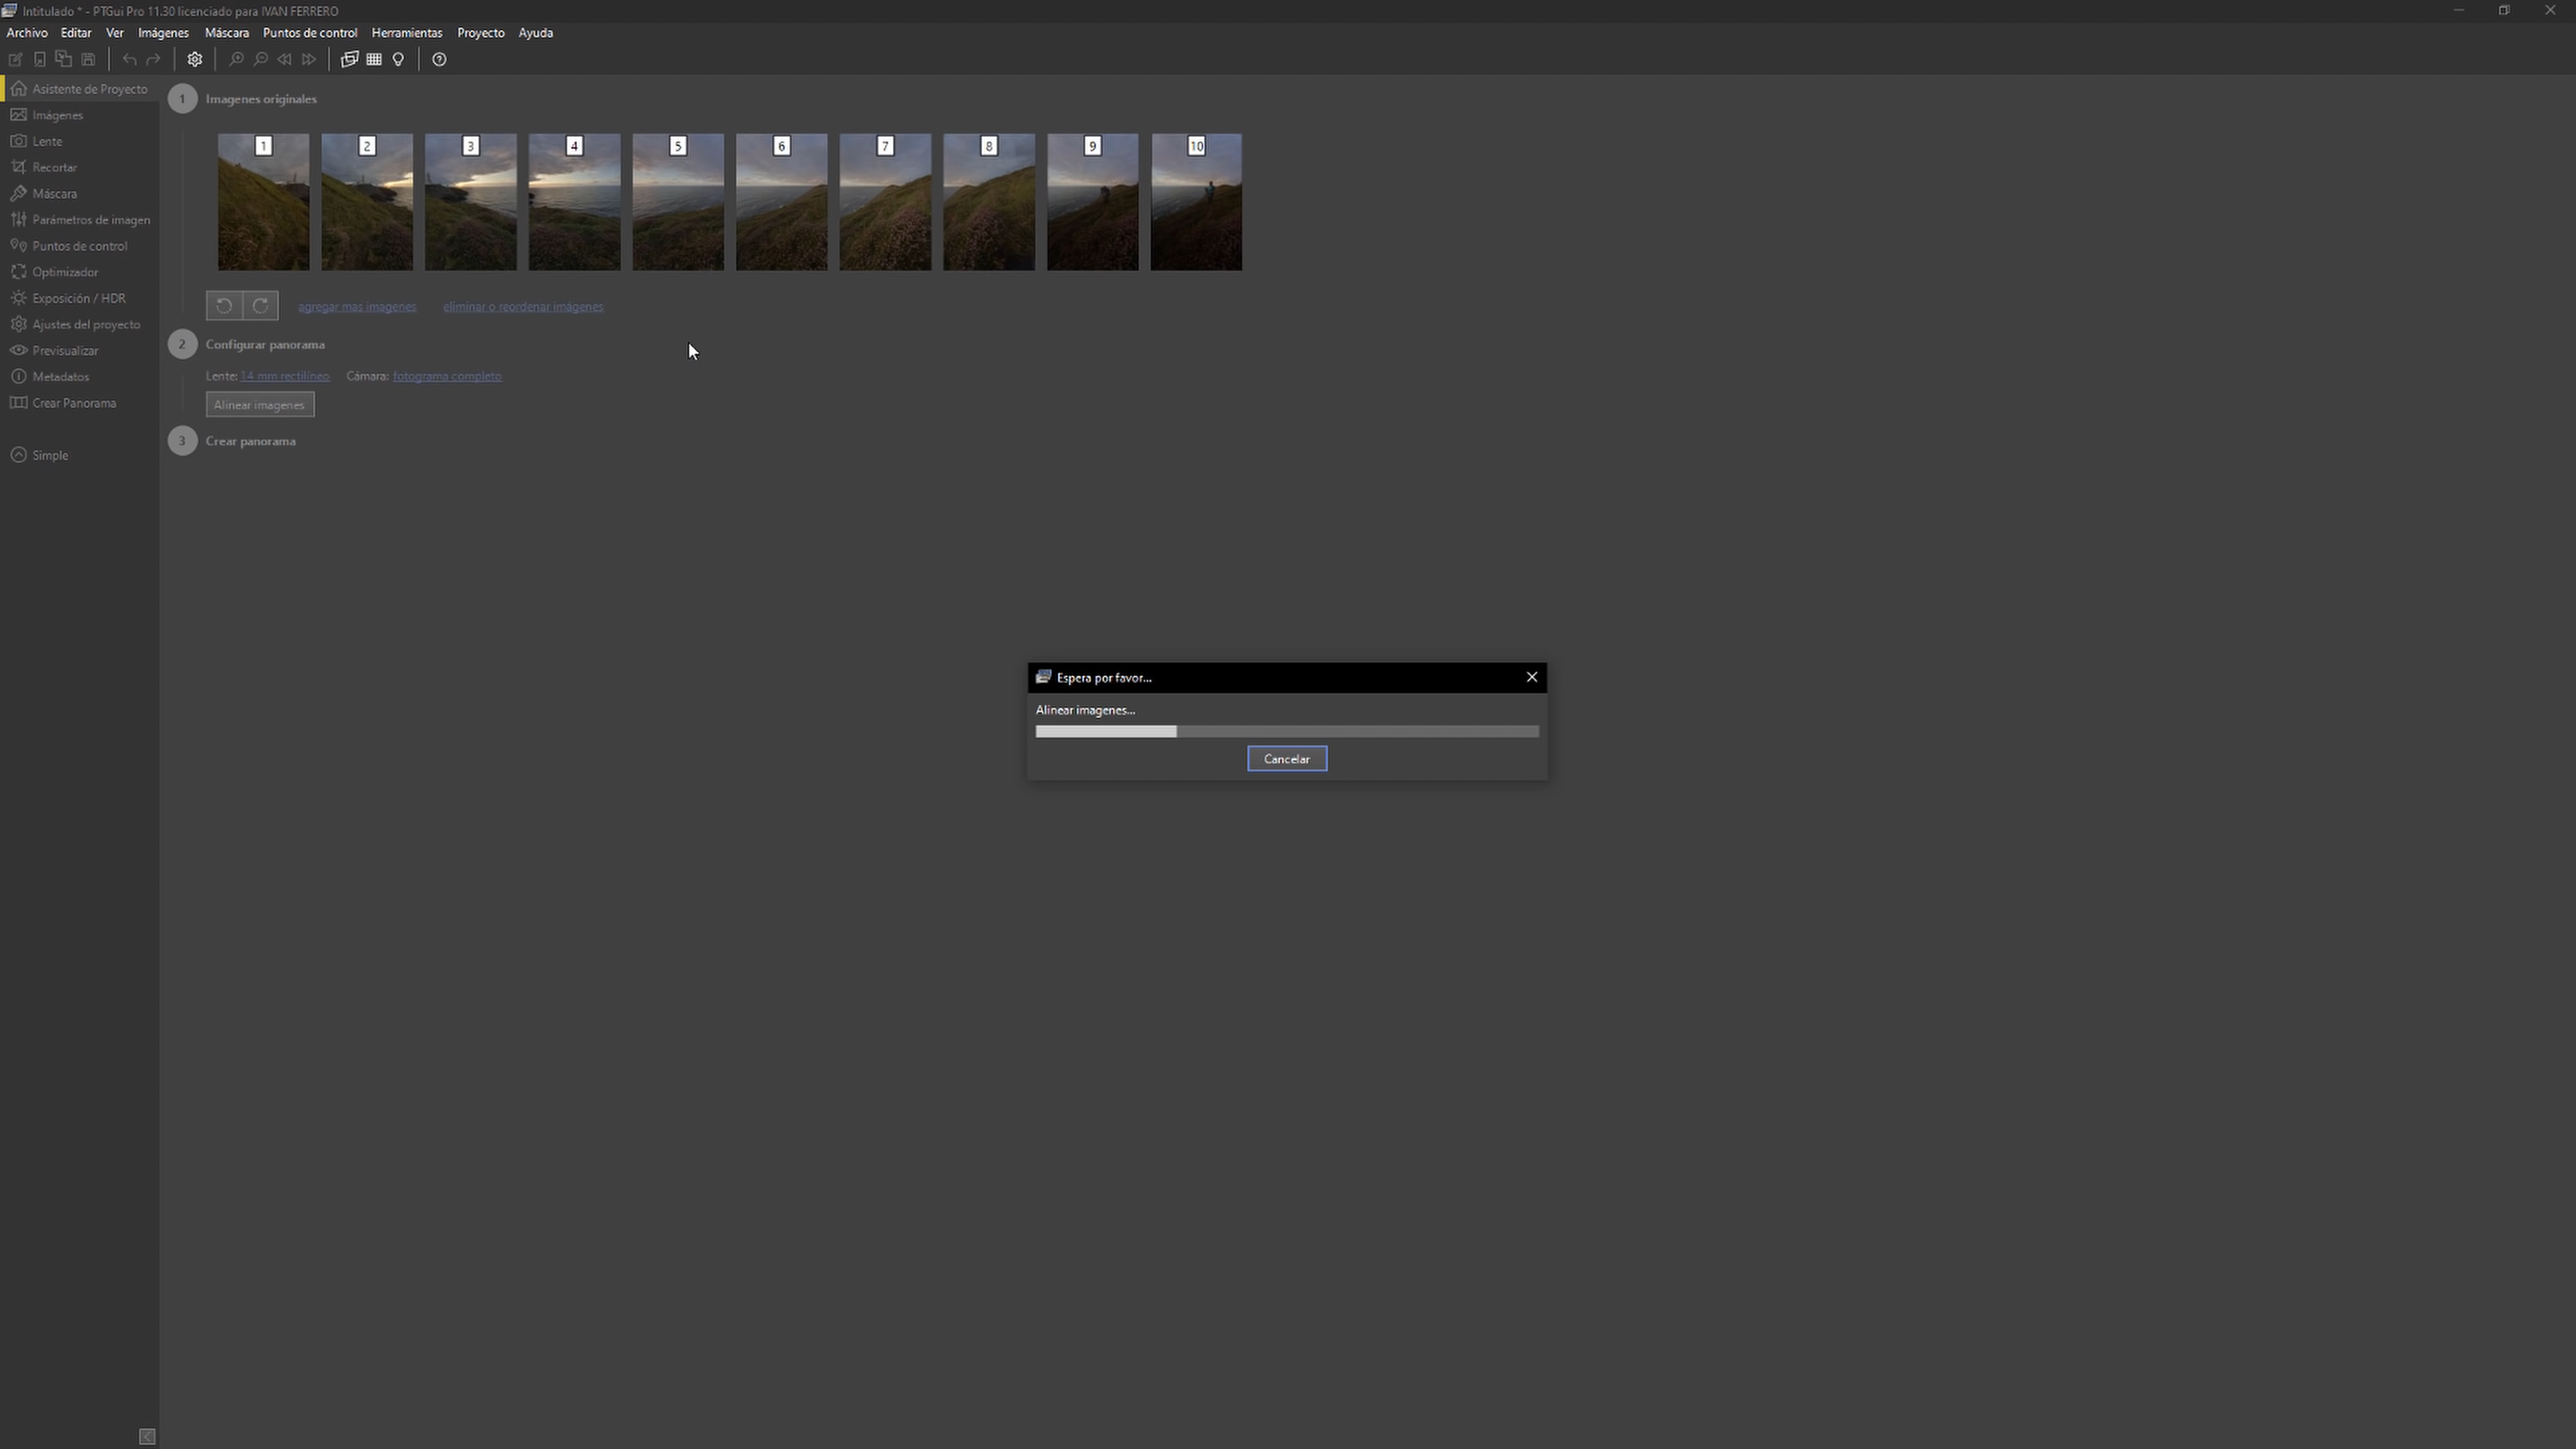 Intitulado * - PTGui Pro 11.30 licenciado para IVAN FERRERO
Archivo Editar Ver Imágenes Máscara Puntos de control Herramientas Proyecto Ayuda
Asistente de Proyecto
Imágenes
Lente
Recortar
Máscara
Parámetros de imagen
Puntos de control
Optimizador
Exposición / HDR
Ajustes del proyecto
Previsualizar
Metadatos
Crear Panorama
Simple
1 Imagenes originales
1 2 3 4 5 6 7 8 9 10
agregar mas imagenes eliminar o reordenar imágenes
2 Configurar panorama
Lente: 14 mm rectilíneo Cámara: fotograma completo
Alinear imagenes
3 Crear panorama
Espera por favor...
Alinear imagenes...
Cancelar